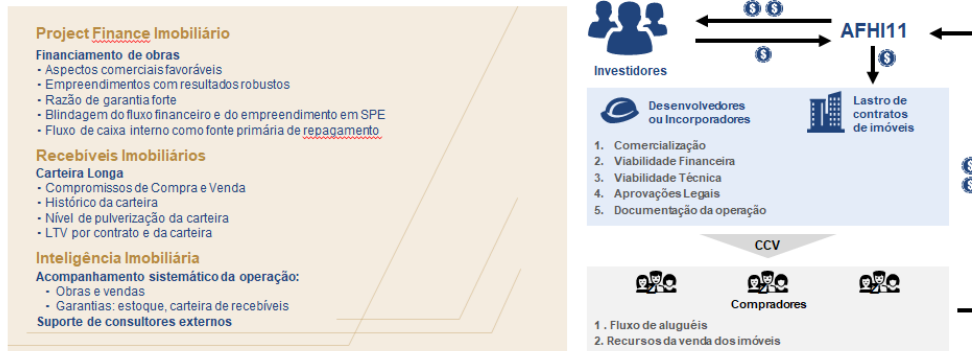 Project Finance Imobiliário
Financiamento de obras
- Aspectos comerciais favoráveis
- Empreendimentos com resultados robustos
- Razão de garantia forte
- Blindagem do fluxo financeiro e do empreendimento em SPE
- Fluxo de caixa interno como fonte primária de repagamento
Recebíveis Imobiliários
Carteira Longa
- Compromissos de Compra e Venda
- Histórico da carteira
- Nível de pulverização da carteira
- LTV por contrato e da carteira
Inteligência Imobiliária
Acompanhamento sistemático da operação:
- Obras e vendas
- Garantias: estoque, carteira de recebíveis
Suporte de consultores externos
$ $
AFHI11
$
$
Investidores
Desenvolvedores
ou Incorporadores
Lastro de
contratos
de imóveis
1. Comercialização
2. Viabilidade Financeira
3. Viabilidade Técnica
4. Aprovações Legais
5. Documentação da operação
$
$
CCV
Compradores
1 . Fluxo de aluguéis
2. Recursos da venda dos imóveis